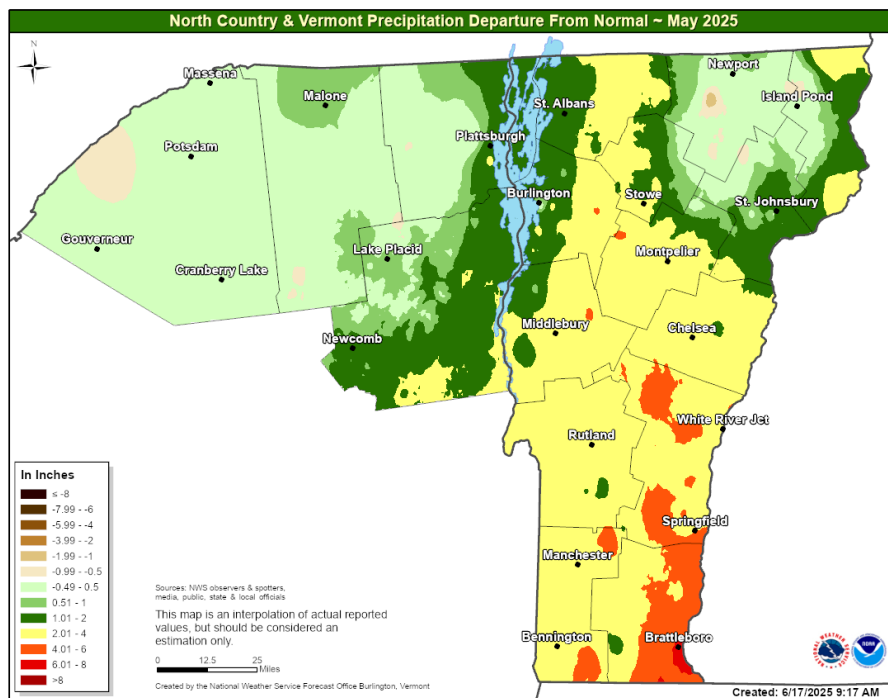 North Country & Vermont Precipitation Departure From Normal ~ May 2025
N
Massena
Malone
Newport
Island Pond
St. Albans
Plattsburgh
Potsdam
Burlington
Stowe
St. Johnsbury
Gouverneur
Lake Placid
Montpelier
Cranberry Lake
Middlebury
Chelsea
Newcomb
White River Jct
Rutland
Springfield
Manchester
Bennington
Brattleboro
In Inches
≤ -8
-7.99 - -6
-5.99 - -4
-3.99 - -2
-1.99 - -1
-0.99 - -0.5
-0.49 - 0.5
0.51 - 1
1.01 - 2
2.01 - 4
4.01 - 6
6.01 - 8
>8
Sources: NWS observers & spotters,
media, public, state & local officials
This map is an interpolation of actual reported
values, but should be considered an
estimation only.
0 12.5 25
Miles
Created by the National Weather Service Forecast Office Burlington, Vermont
NOAA
Created: 6/17/2025 9:17 AM